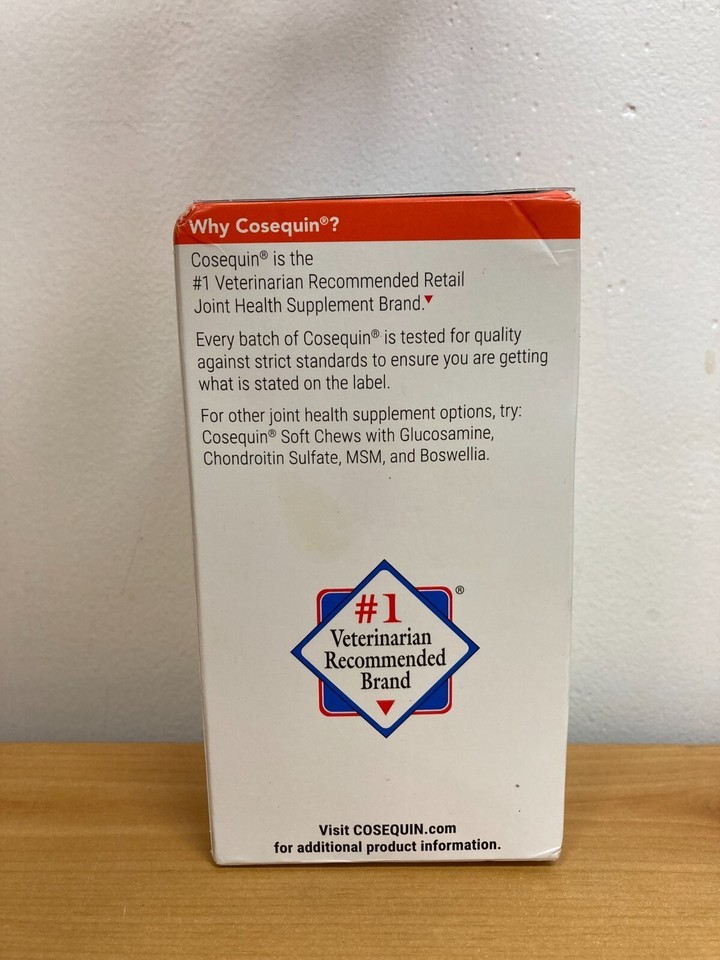 Why Cosequin®?
Cosequin® is the
#1 Veterinarian Recommended Retail
Joint Health Supplement Brand.▼
Every batch of Cosequin® is tested for quality
against strict standards to ensure you are getting
what is stated on the label.
For other joint health supplement options, try:
Cosequin® Soft Chews with Glucosamine,
Chondroitin Sulfate, MSM, and Boswellia.
#1
Veterinarian
Recommended
Brand
▼
®
Visit COSEQUIN.com
for additional product information.